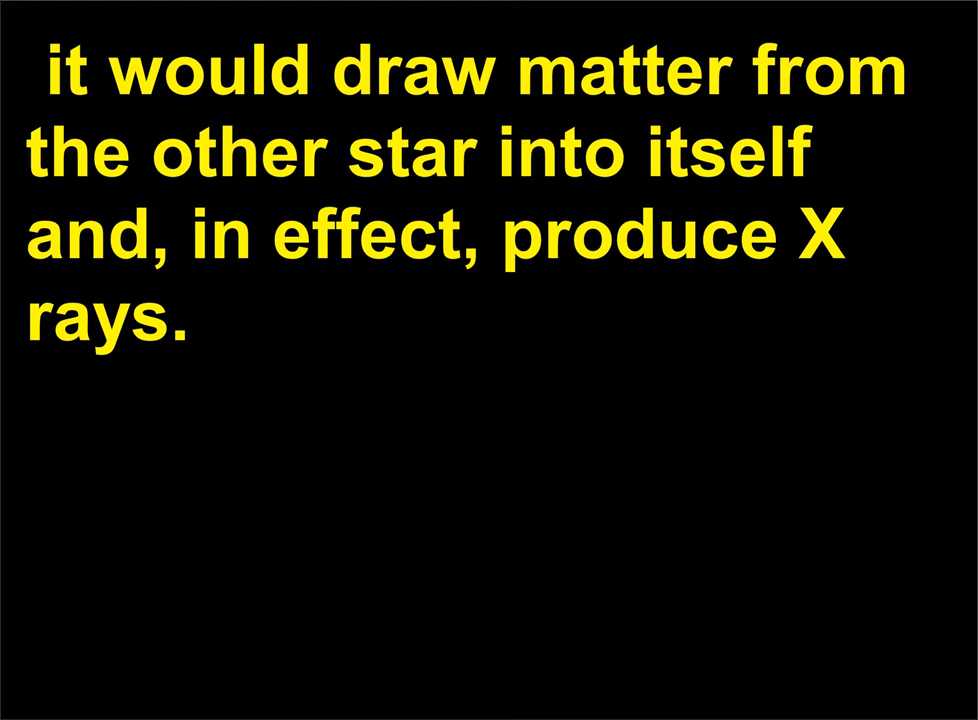 it would draw matter from
the other star into itself
and, in effect, produce X
rays.